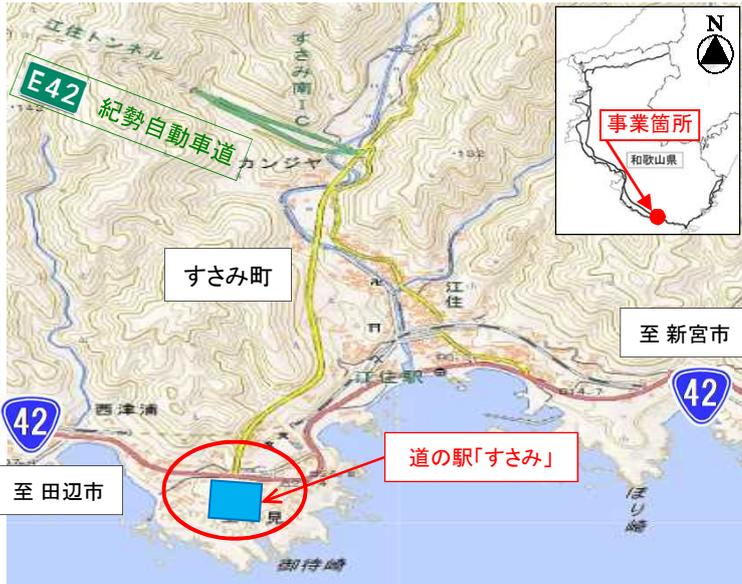 江住トンネル
E42
紀勢自動車道
すさみ南IC
カンジヤ
N
事業箇所
和歌山県
すさみ町
江住
至 新宮市
42
江住駅
西津浦
42
道の駅「すさみ」
至 田辺市
見
ほり崎
御待崎